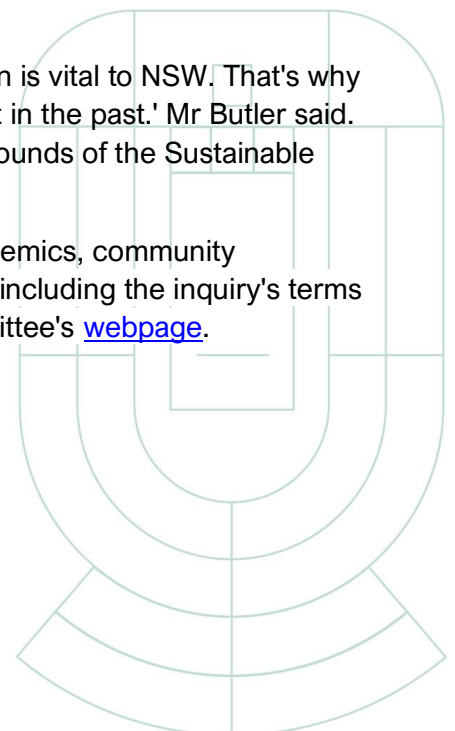 n is vital to NSW. That's why
t in the past.' Mr Butler said.
ounds of the Sustainable
emics, community
including the inquiry's terms
ittee's webpage.